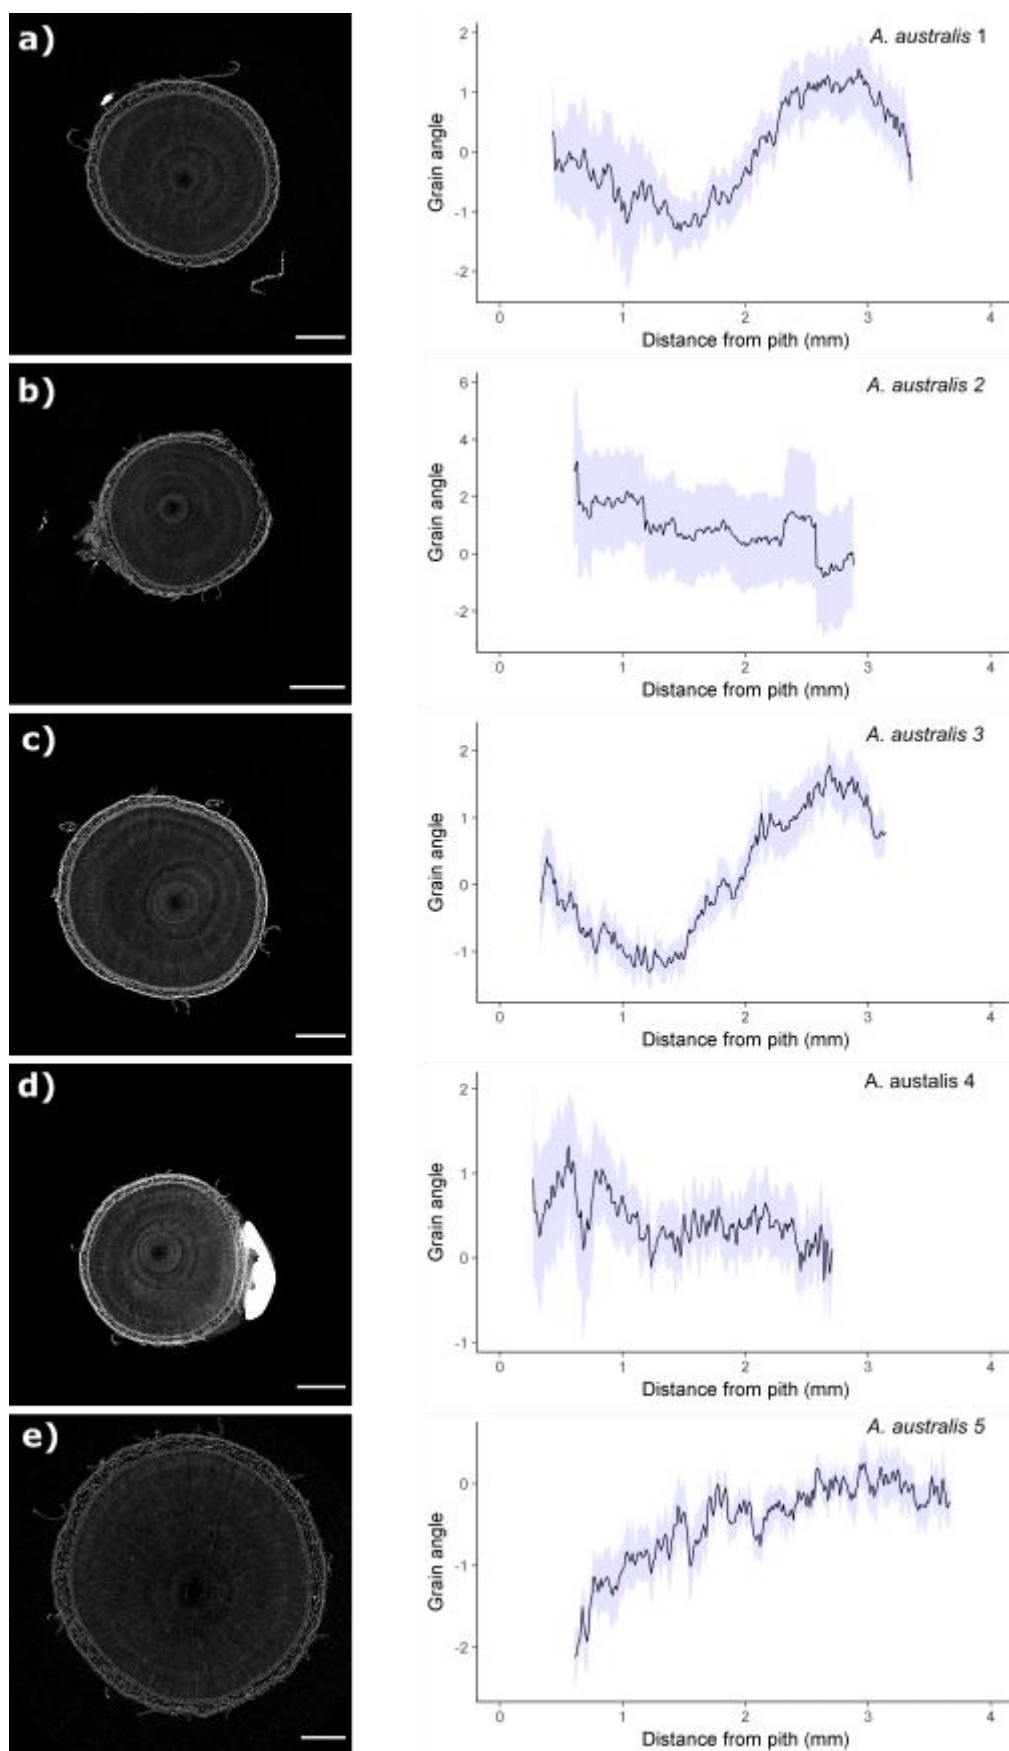 a)
A. australis 1
Grain angle
2
1
0
-1
-2
0 1 2 3 4
Distance from pith (mm)
b)
A. australis 2
Grain angle
6
4
2
0
-2
0 1 2 3 4
Distance from pith (mm)
c)
A. australis 3
Grain angle
2
1
0
-1
0 1 2 3 4
Distance from pith (mm)
d)
A. austalis 4
Grain angle
2
1
0
-1
0 1 2 3 4
Distance from pith (mm)
e)
A. australis 5
Grain angle
0
-1
-2
0 1 2 3 4
Distance from pith (mm)